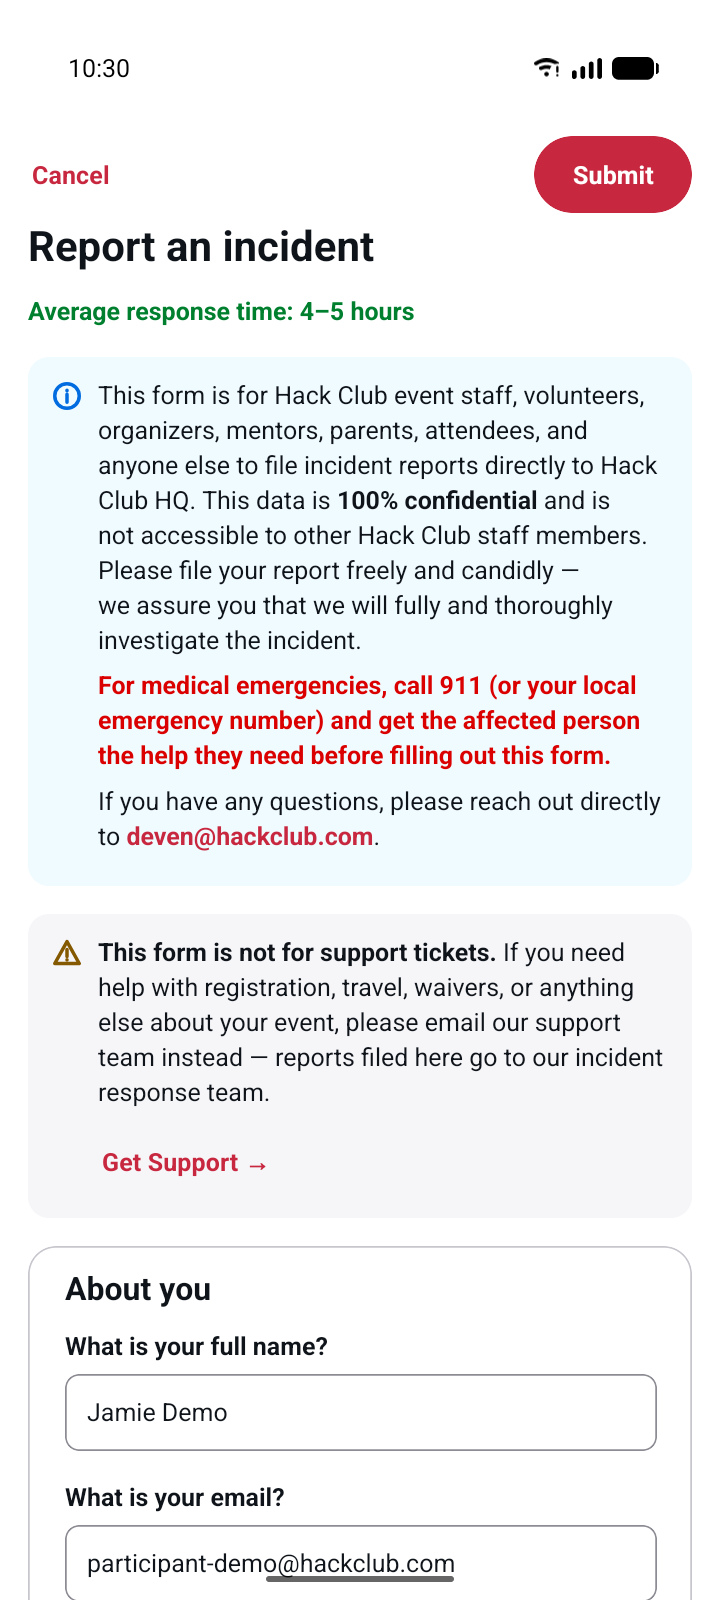 10:30
Cancel
Submit
Report an incident
Average response time: 4–5 hours
This form is for Hack Club event staff, volunteers,
organizers, mentors, parents, attendees, and
anyone else to file incident reports directly to Hack
Club HQ. This data is 100% confidential and is
not accessible to other Hack Club staff members.
Please file your report freely and candidly —
we assure you that we will fully and thoroughly
investigate the incident.
For medical emergencies, call 911 (or your local
emergency number) and get the affected person
the help they need before filling out this form.
If you have any questions, please reach out directly
to deven@hackclub.com.
This form is not for support tickets. If you need
help with registration, travel, waivers, or anything
else about your event, please email our support
team instead — reports filed here go to our incident
response team.
Get Support →
About you
What is your full name?
Jamie Demo
What is your email?
participant-demo@hackclub.com